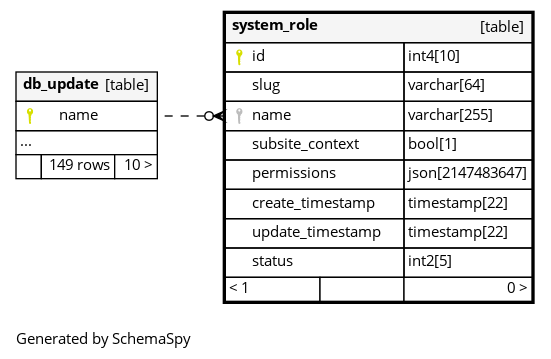 db_update [table]
name
...
149 rows 10 >
system_role [table]
id int4[10]
slug varchar[64]
name varchar[255]
subsite_context bool[1]
permissions json[2147483647]
create_timestamp timestamp[22]
update_timestamp timestamp[22]
status int2[5]
< 1 0 >
Generated by SchemaSpy